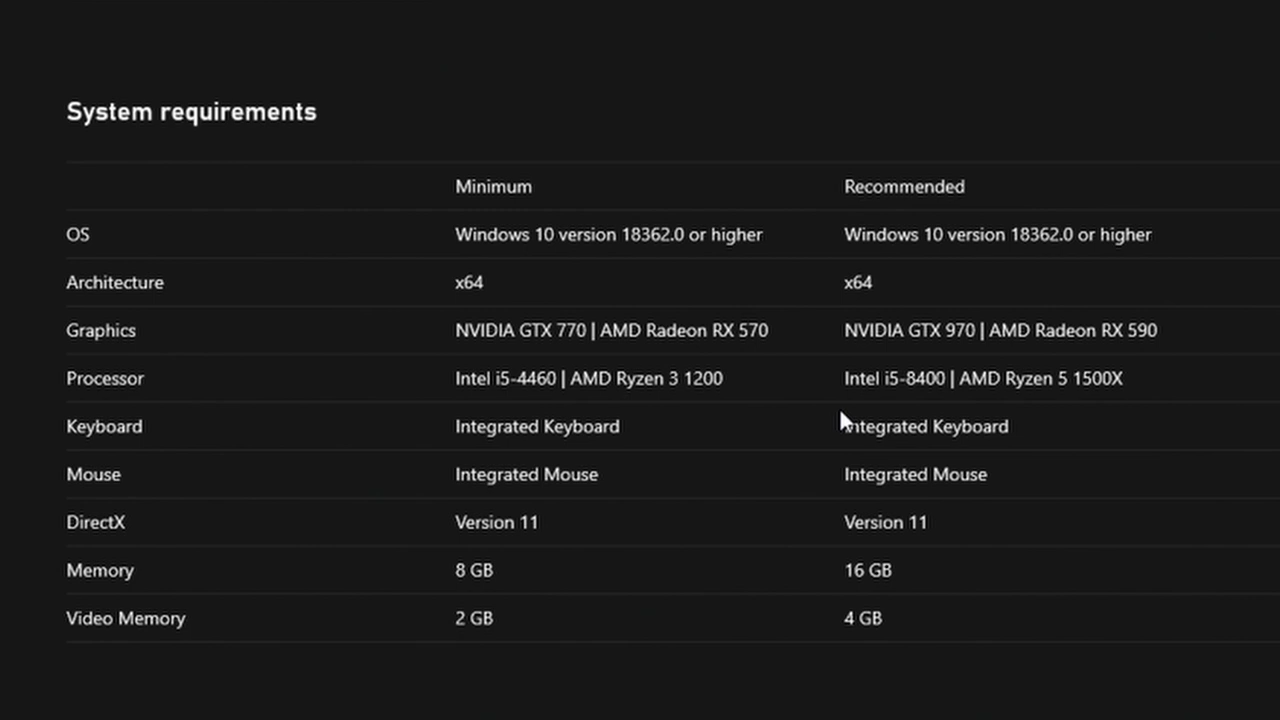 System requirements
Minimum Recommended
OS Windows 10 version 18362.0 or higher Windows 10 version 18362.0 or higher
Architecture x64 x64
Graphics NVIDIA GTX 770 | AMD Radeon RX 570 NVIDIA GTX 970 | AMD Radeon RX 590
Processor Intel i5-4460 | AMD Ryzen 3 1200 Intel i5-8400 | AMD Ryzen 5 1500X
Keyboard Integrated Keyboard Integrated Keyboard
Mouse Integrated Mouse Integrated Mouse
DirectX Version 11 Version 11
Memory 8 GB 16 GB
Video Memory 2 GB 4 GB